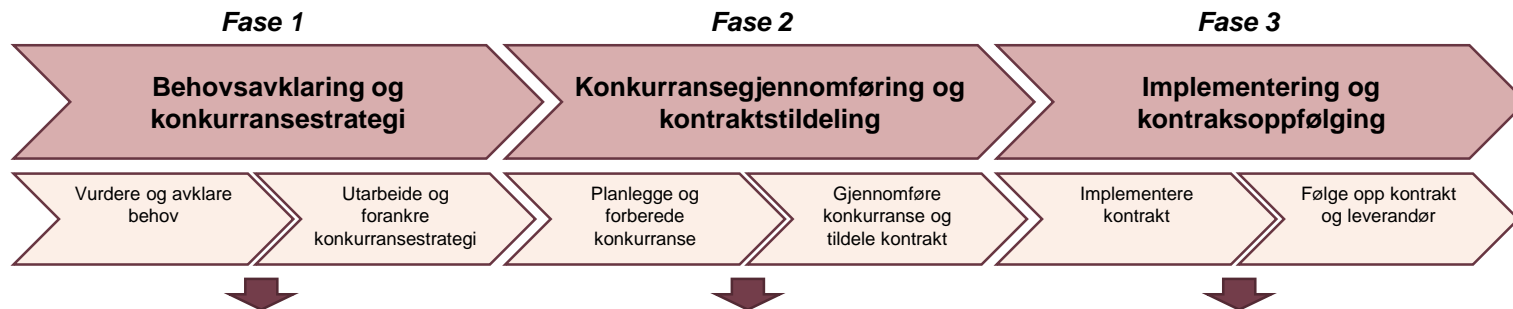 Fase 1
Fase 2
Fase 3
Behovsavklaring og
konkurransestrategi
Konkurransegjennomføring og
kontraktstildeling
Implementering og
kontraksoppfølging
Vurdere og avklare
behov
Utarbeide og
forankre
konkurransestrategi
Planlegge og
forberede
konkurranse
Gjennomføre
konkurranse og
tildele kontrakt
Implementere
kontrakt
Følge opp kontrakt
og leverandør